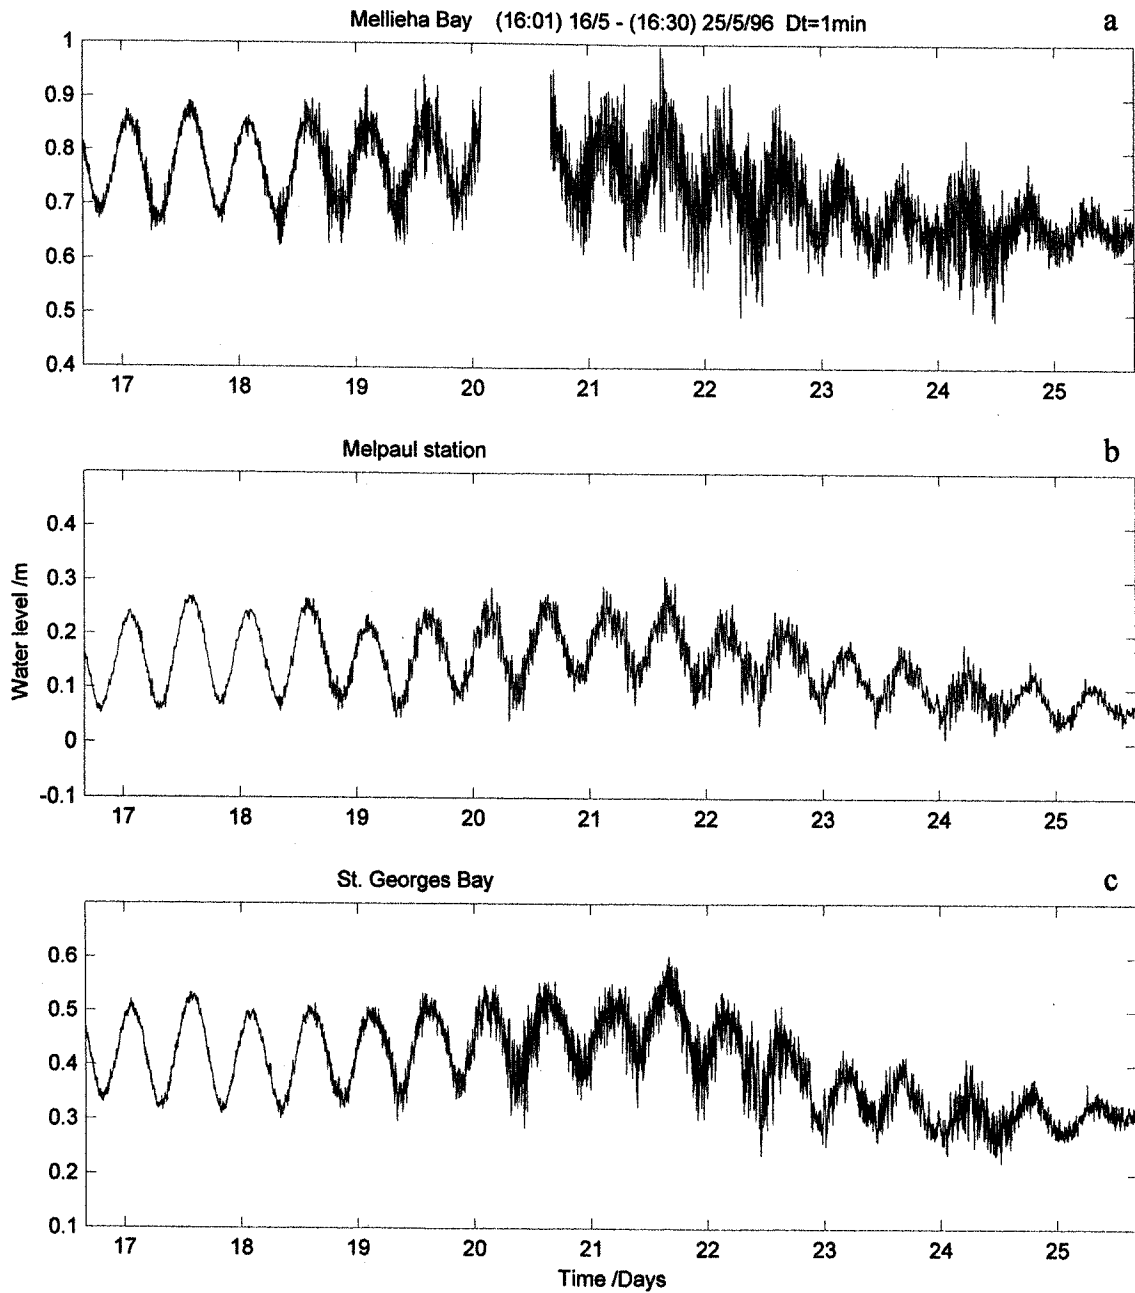 Mellieha Bay (16:01) 16/5 - (16:30) 25/5/96 Dt=1min
a
1
0.9
0.8
0.7
0.6
0.5
0.4
17 18 19 20 21 22 23 24 25
Melpaul station
b
Water level /m
0.4
0.3
0.2
0.1
0
-0.1
17 18 19 20 21 22 23 24 25
St. Georges Bay
c
0.6
0.5
0.4
0.3
0.2
0.1
17 18 19 20 21 22 23 24 25
Time /Days